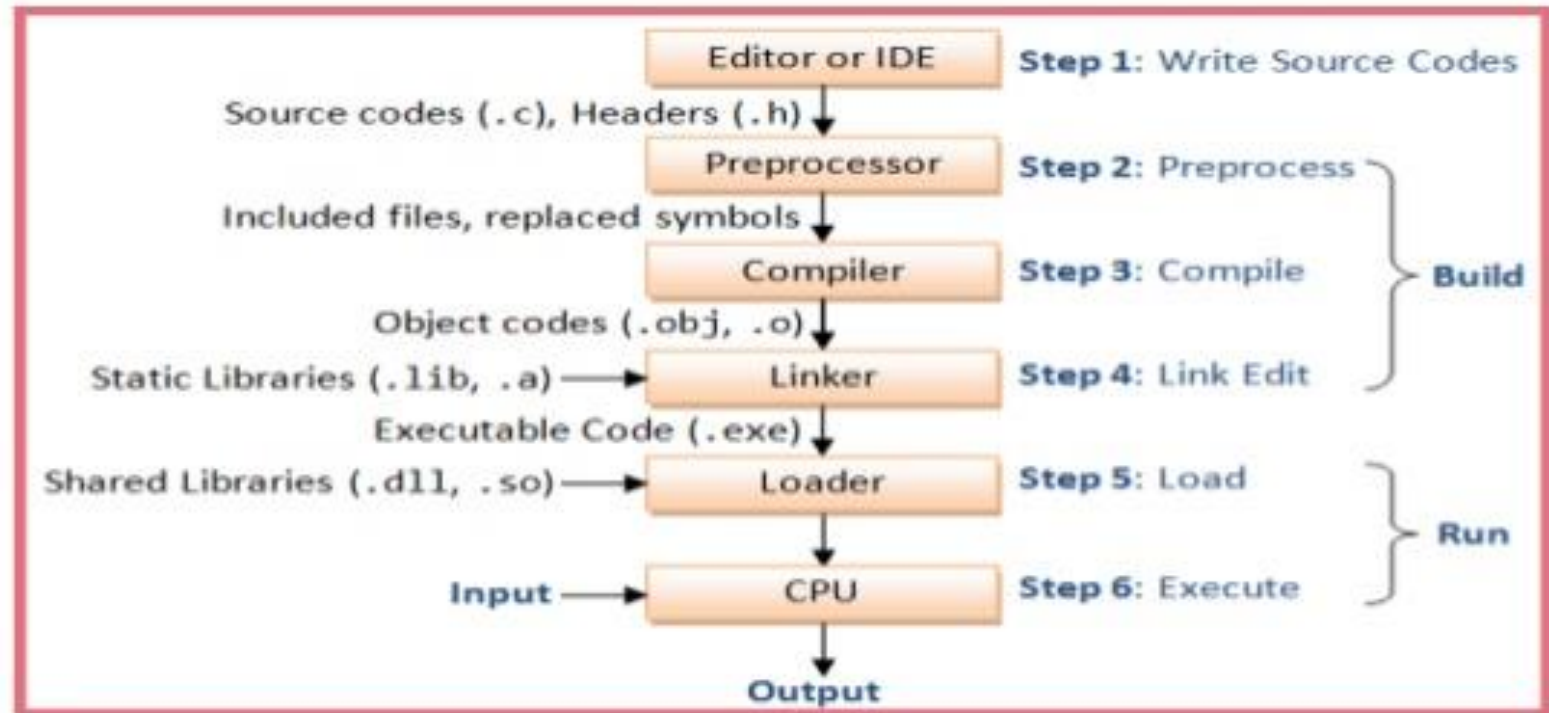 Editor or IDE
Step 1: Write Source Codes
Source codes (.c), Headers (.h)
Preprocessor
Step 2: Preprocess
Included files, replaced symbols
Compiler
Step 3: Compile
Build
Object codes (.obj, .o)
Static Libraries (.lib, .a)
Linker
Step 4: Link Edit
Executable Code (.exe)
Shared Libraries (.dll, .so)
Loader
Step 5: Load
Run
Input
CPU
Step 6: Execute
Output